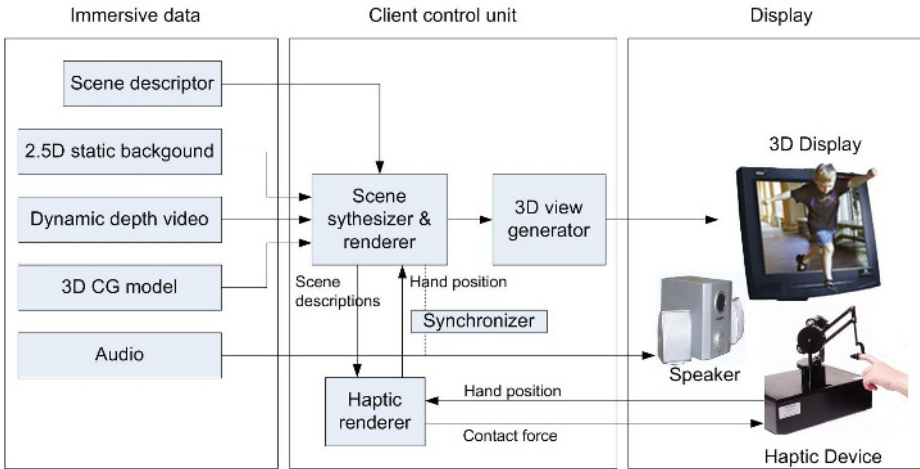 Immersive data
Client control unit
Display
Scene descriptor
2.5D static backgound
Dynamic depth video
3D CG model
Audio
Scene
sythesizer &
renderer
3D view
generator
Scene
descriptions
Hand position
Synchronizer
Haptic
renderer
Hand position
Contact force
3D Display
Speaker
Haptic Device